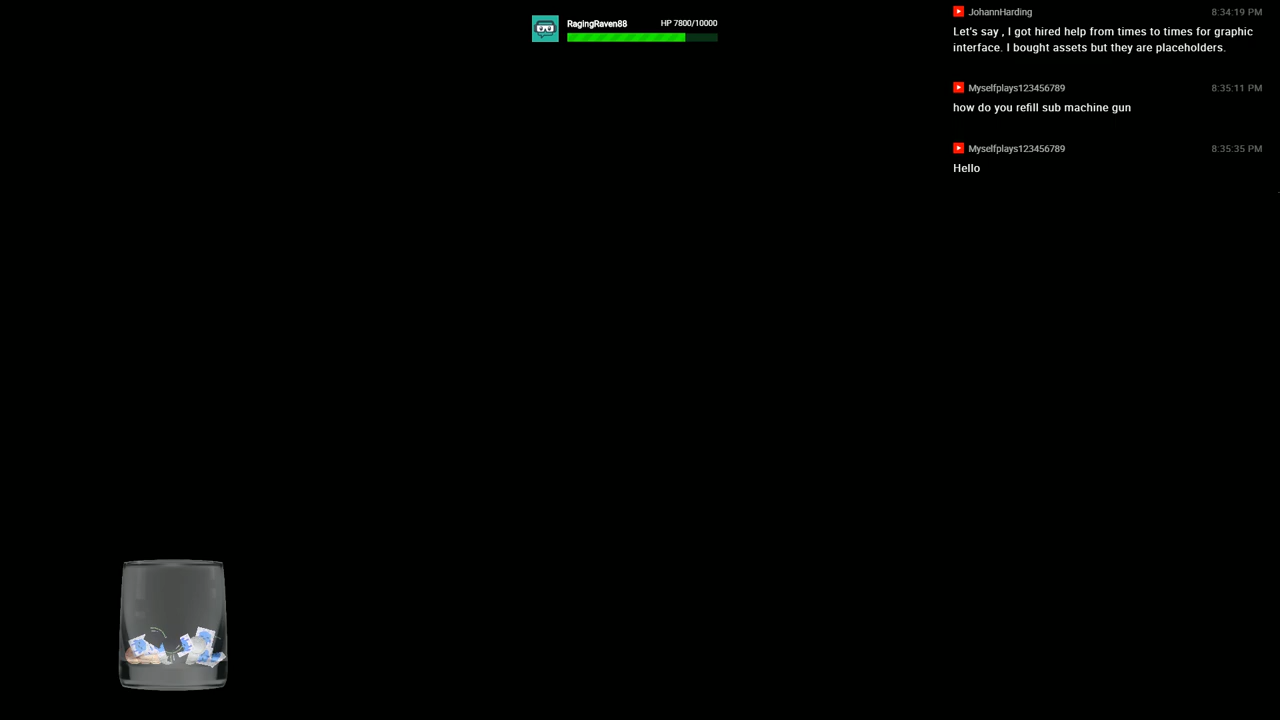 RagingRaven88 HP 7800/10000
JohannHarding 8:34:19 PM
Let's say , I got hired help from times to times for graphic
interface. I bought assets but they are placeholders.
Myselfplays123456789 8:35:11 PM
how do you refill sub machine gun
Myselfplays123456789 8:35:35 PM
Hello